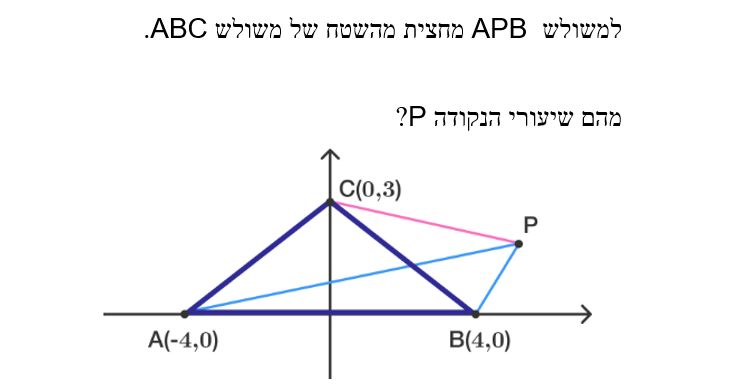 למשולש APB מחצית מהשטח של משולש ABC.
מהם שיעורי הנקודה P?
C(0,3)
P
A(-4,0)
B(4,0)